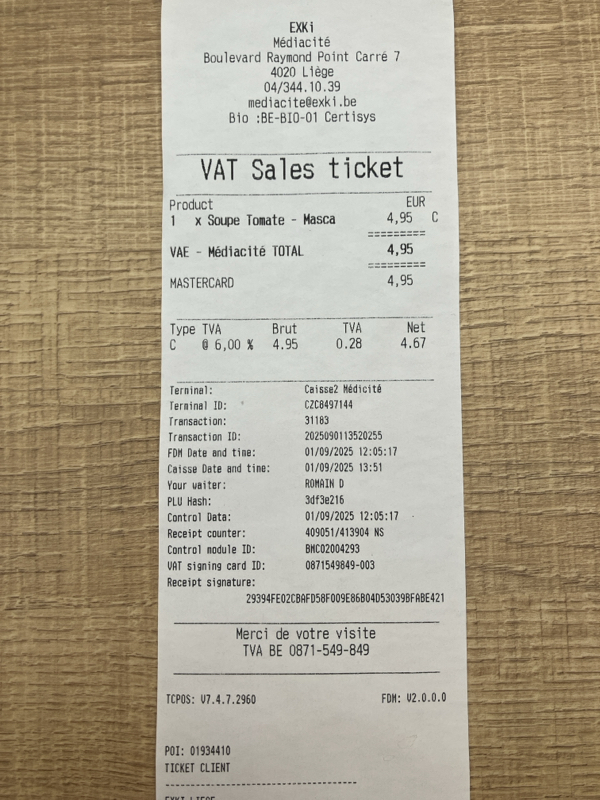 EXKi
Médiacité
Boulevard Raymond Point Carré 7
4020 Liège
04/344.10.39
mediacite@exki.be
Bio :BE-BIO-01 Certisys
VAT Sales ticket
Product EUR
1 x Soupe Tomate - Masca 4,95 C
=========
VAE - Médiacité TOTAL 4,95
=========
MASTERCARD 4,95
Type TVA Brut TVA Net
C @ 6,00 % 4.95 0.28 4.67
Terminal: Caisse2 Médicité
Terminal ID: CZC8497144
Transaction: 31183
Transaction ID: 2025090113520255
FDM Date and time: 01/09/2025 12:05:17
Caisse Date and time: 01/09/2025 13:51
Your waiter: ROMAIN D
PLU Hash: 3df3e216
Control Data: 01/09/2025 12:05:17
Receipt counter: 409051/413904 NS
Control module ID: BMC02004293
VAT signing card ID: 0871549849-003
Receipt signature:
29394FE02CBAFD58F009E86B04D53039BFABE421
Merci de votre visite
TVA BE 0871-549-849
TCPOS: V7.4.7.2960 FDM: V2.0.0.0
POI: 01934410
TICKET CLIENT
--------------------------------
EXKI LIEGE